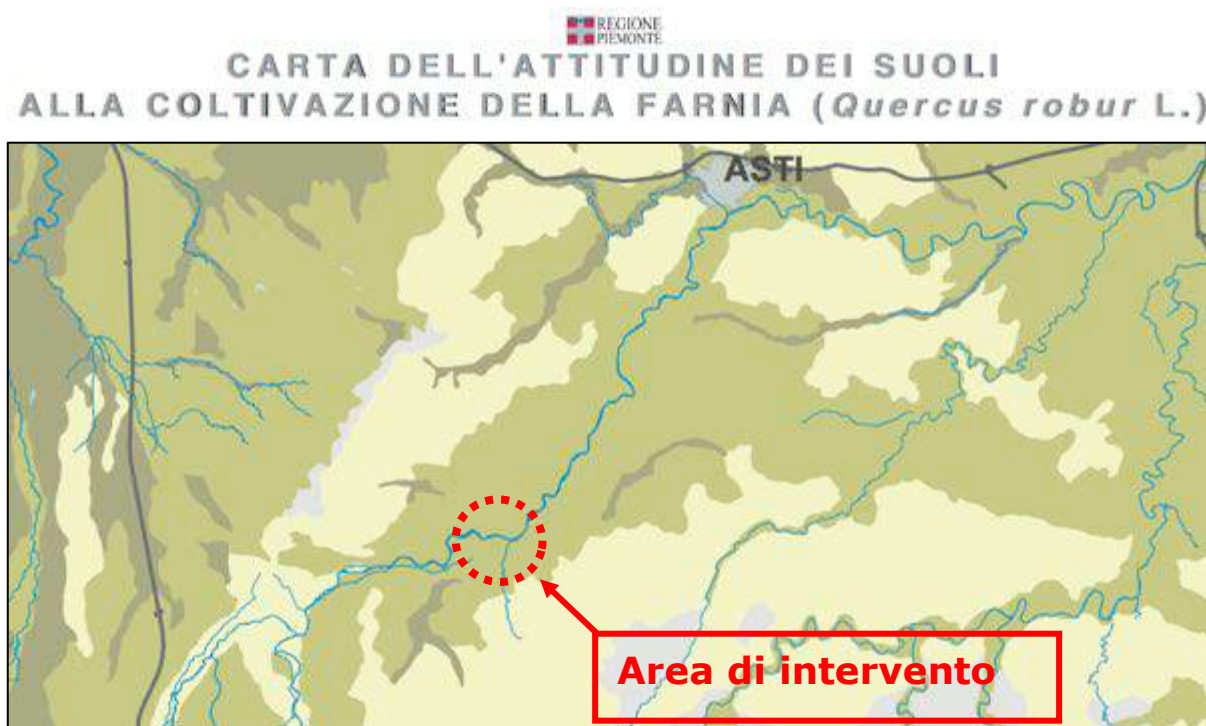 REGIONE
PIEMONTE
CARTA DELL'ATTITUDINE DEI SUOLI
ALLA COLTIVAZIONE DELLA FARNIA (Quercus robur L.)
ASTI
Area di intervento